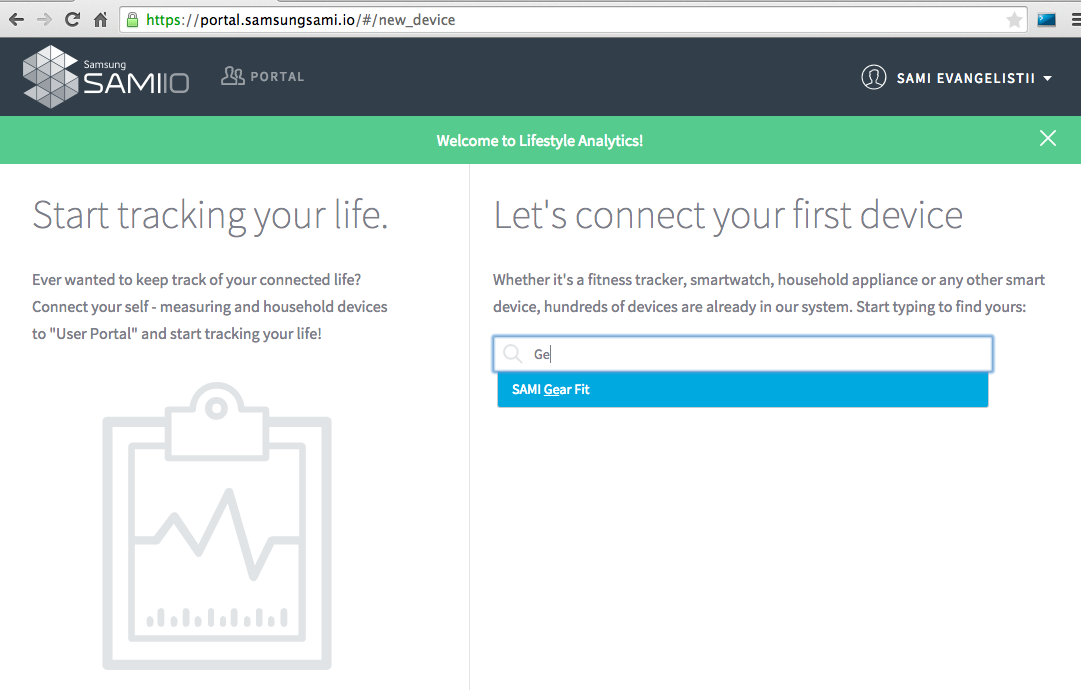 https://portal.samsungsami.io/#/new_device
Samsung
SAMIIO
PORTAL
SAMI EVANGELISTII
Welcome to Lifestyle Analytics!
Start tracking your life.
Ever wanted to keep track of your connected life?
Connect your self - measuring and household devices
to "User Portal" and start tracking your life!
Let's connect your first device
Whether it's a fitness tracker, smartwatch, household appliance or any other smart
device, hundreds of devices are already in our system. Start typing to find yours:
Ge
SAMI Gear Fit